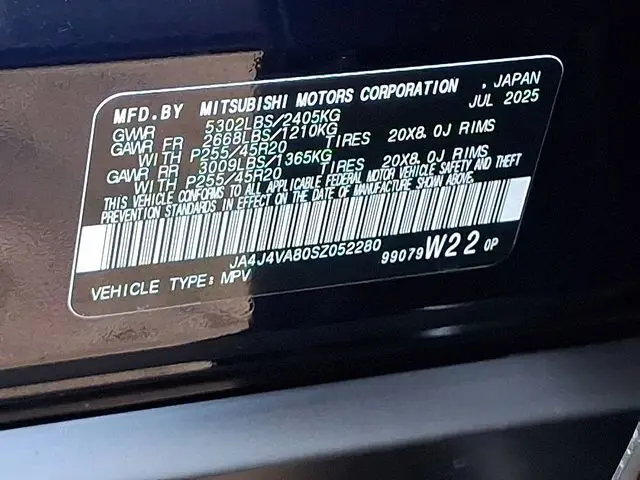 MFD.BY MITSUBISHI MOTORS CORPORATION , JAPAN
JUL 2025
GWVR 5302LBS/2405KG
GAWR FR 2668LBS/1210KG
WITH P255/45R20 TIRES 20X8.0J RIMS
GAWR RR 3009LBS/1365KG
WITH P255/45R20 TIRES 20X8.0J RIMS
THIS VEHICLE CONFORMS TO ALL APPLICABLE FEDERAL MOTOR VEHICLE SAFETY AND THEFT
PREVENTION STANDARDS IN EFFECT ON THE DATE OF MANUFACTURE SHOWN ABOVE.
JA4J4VA80SZ052280
99079 W22 0P
VEHICLE TYPE: MPV